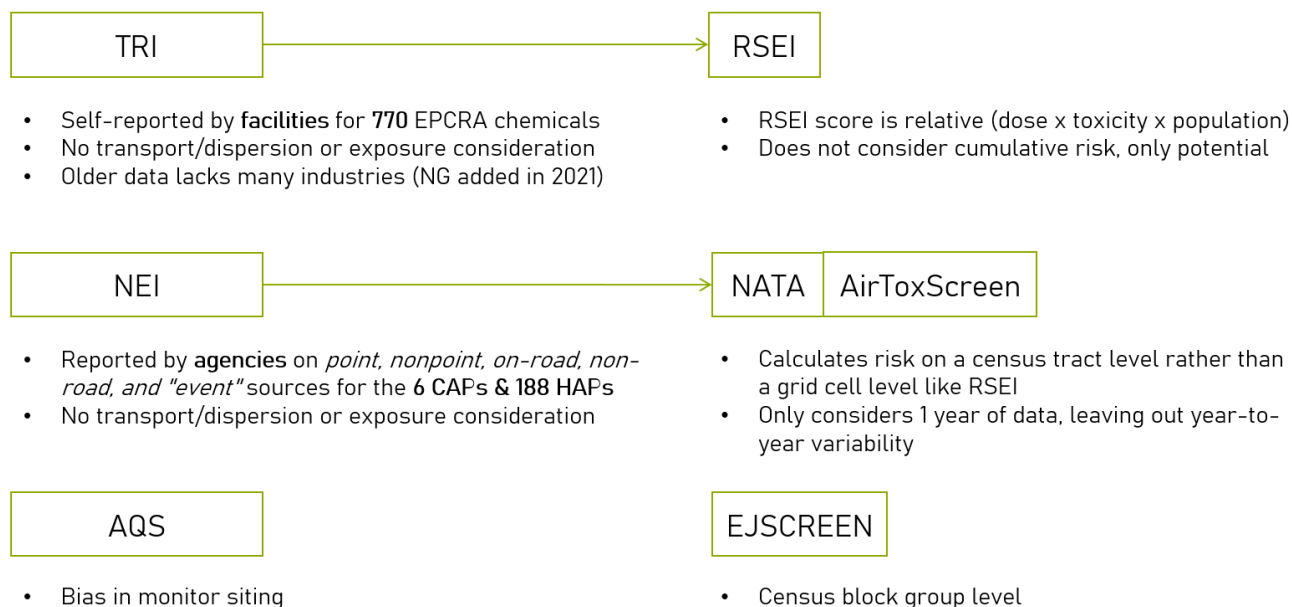 TRI
RSEI
• Self-reported by facilities for 770 EPCRA chemicals
• No transport/dispersion or exposure consideration
• Older data lacks many industries (NG added in 2021)
• RSEI score is relative (dose x toxicity x population)
• Does not consider cumulative risk, only potential
NEI
NATA
AirToxScreen
• Reported by agencies on point, nonpoint, on-road, non-
road, and "event" sources for the 6 CAPs & 188 HAPs
• No transport/dispersion or exposure consideration
• Calculates risk on a census tract level rather than
a grid cell level like RSEI
• Only considers 1 year of data, leaving out year-to-
year variability
AQS
EJSCREEN
• Bias in monitor siting
• Census block group level